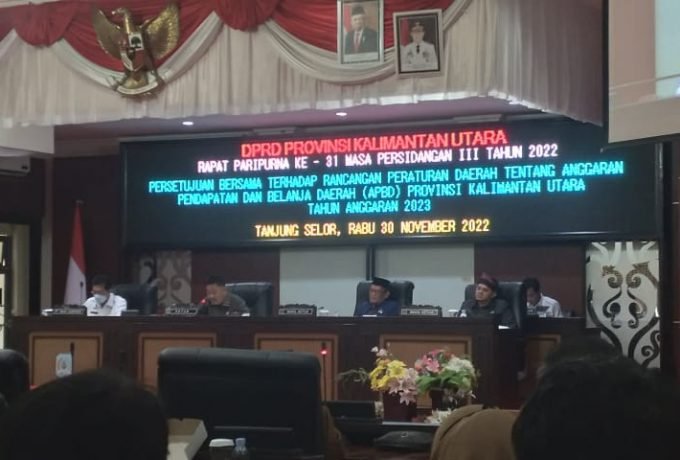 DPRD PROVINSI KALIMANTAN UTARA
RAPAT PARIPURNA KE - 31 MASA PERSIDANGAN III TAHUN 2022
PERSETUJUAN BERSAMA TERHADAP RANCANGAN PERATURAN DAERAH TENTANG ANGGARAN
PENDAPATAN DAN BELANJA DAERAH (APBD) PROVINSI KALIMANTAN UTARA
TAHUN ANGGARAN 2023
TANJUNG SELOR, RABU 30 NOVEMBER 2022
KETUA